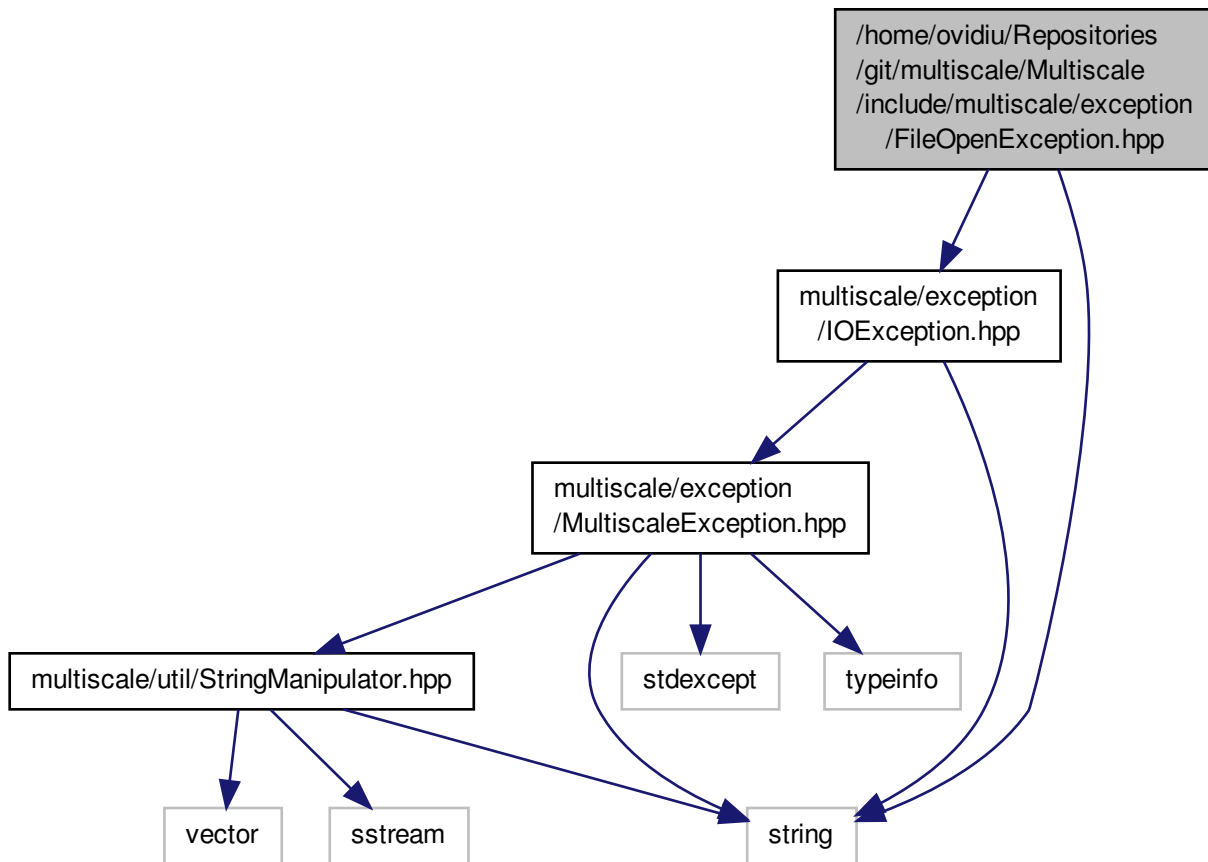 /home/ovidiu/Repositories
/git/multiscale/Multiscale
/include/multiscale/exception
/FileOpenException.hpp
multiscale/exception
/IOException.hpp
multiscale/exception
/MultiscaleException.hpp
multiscale/util/StringManipulator.hpp
stdexcept
typeinfo
vector
sstream
string